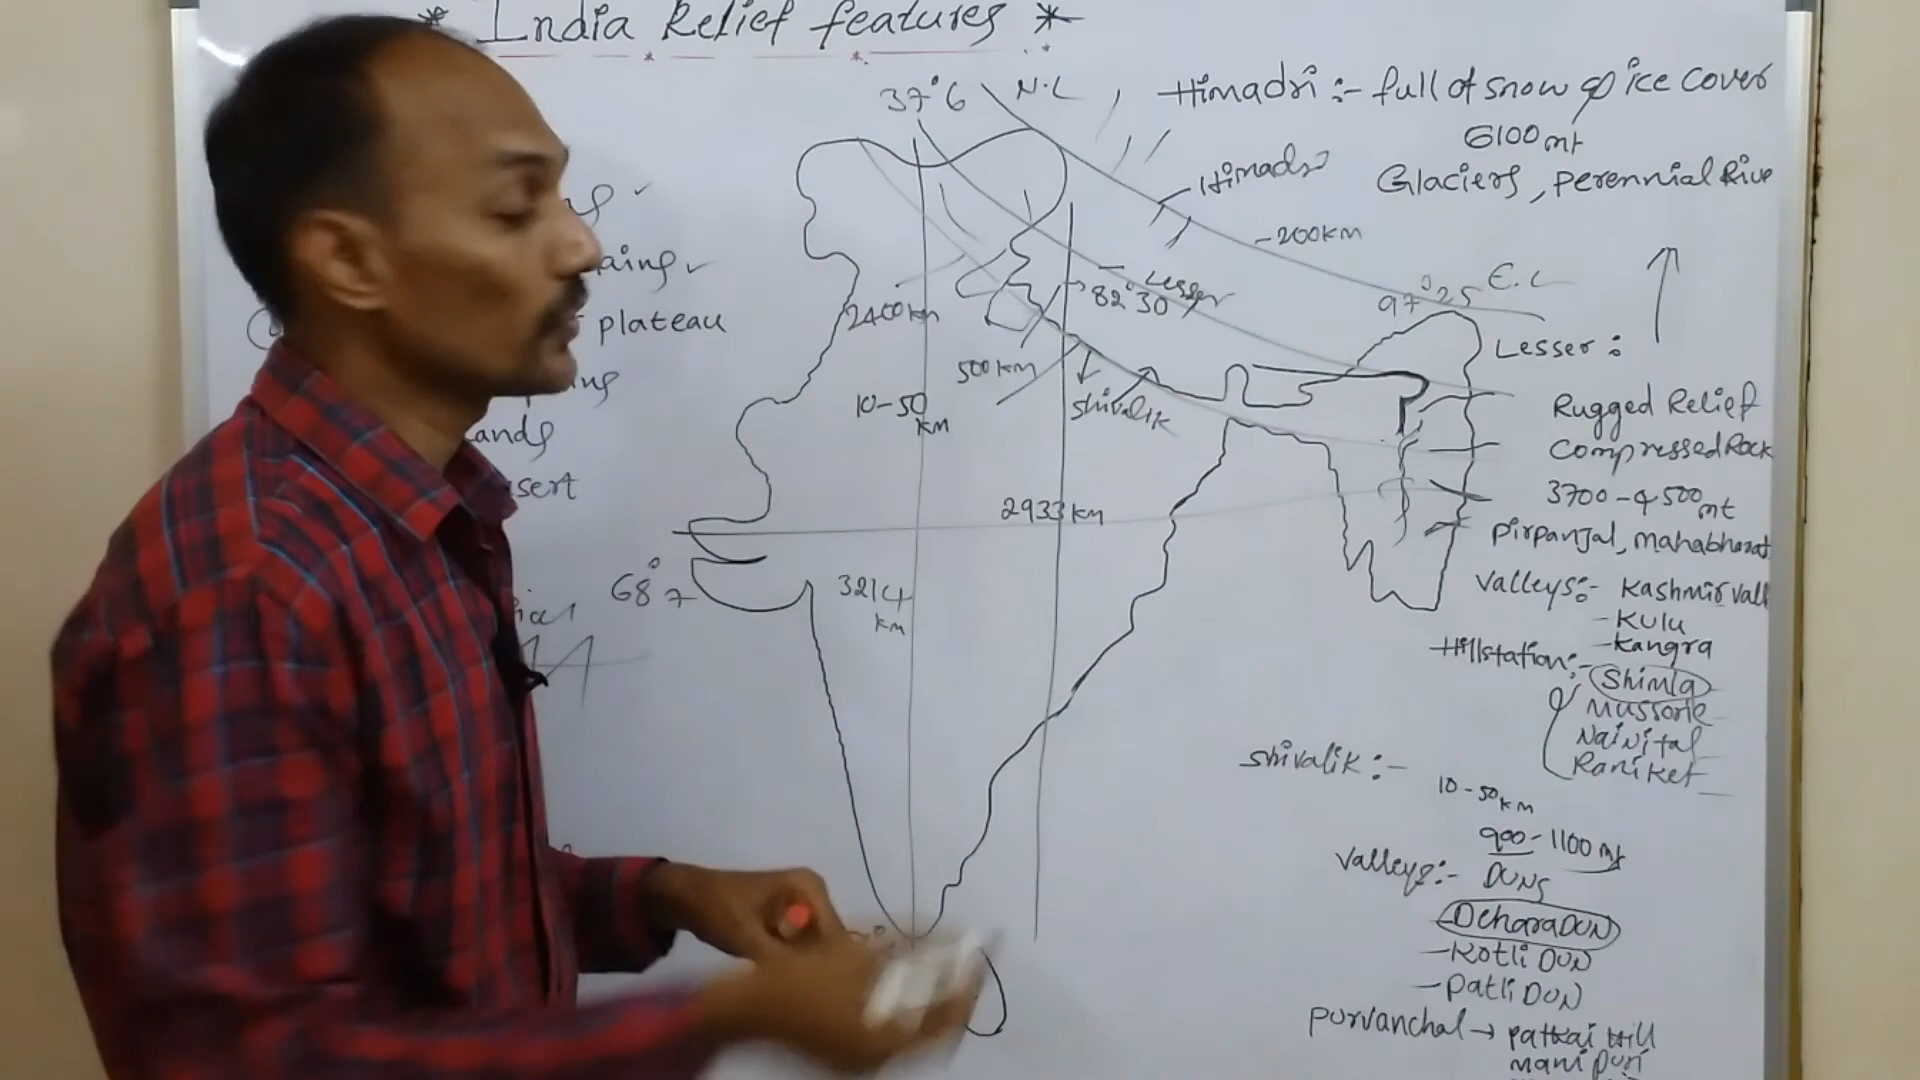 * India Relief features *
plateau
37°6 N.L
Himadri :- full of snow & ice cover
6100 mt
Glaciers, perennial Rive
Himadri
-200KM
Lesser
82°30
97°25 E.L
2400km
500 KM
10-50 KM
Shivalik
2933 KM
68°7
3214 KM
Lesser :
Rugged Relief
Compressed Rock
3700-4500 mt
Pirpanjal, mahabharat
Valleys:- Kashmir Vall
- KULU
- Kangra
Hillstation:- Shimla
Mussorie
Nainital
Raniket
Shivalik :-
10-50 KM
900-1100 mt
Valleys:- DUNS
- DeharaDUN
- Kotli DUN
- Patli DUN
Purvanchal → patkai Hill
Manipuri